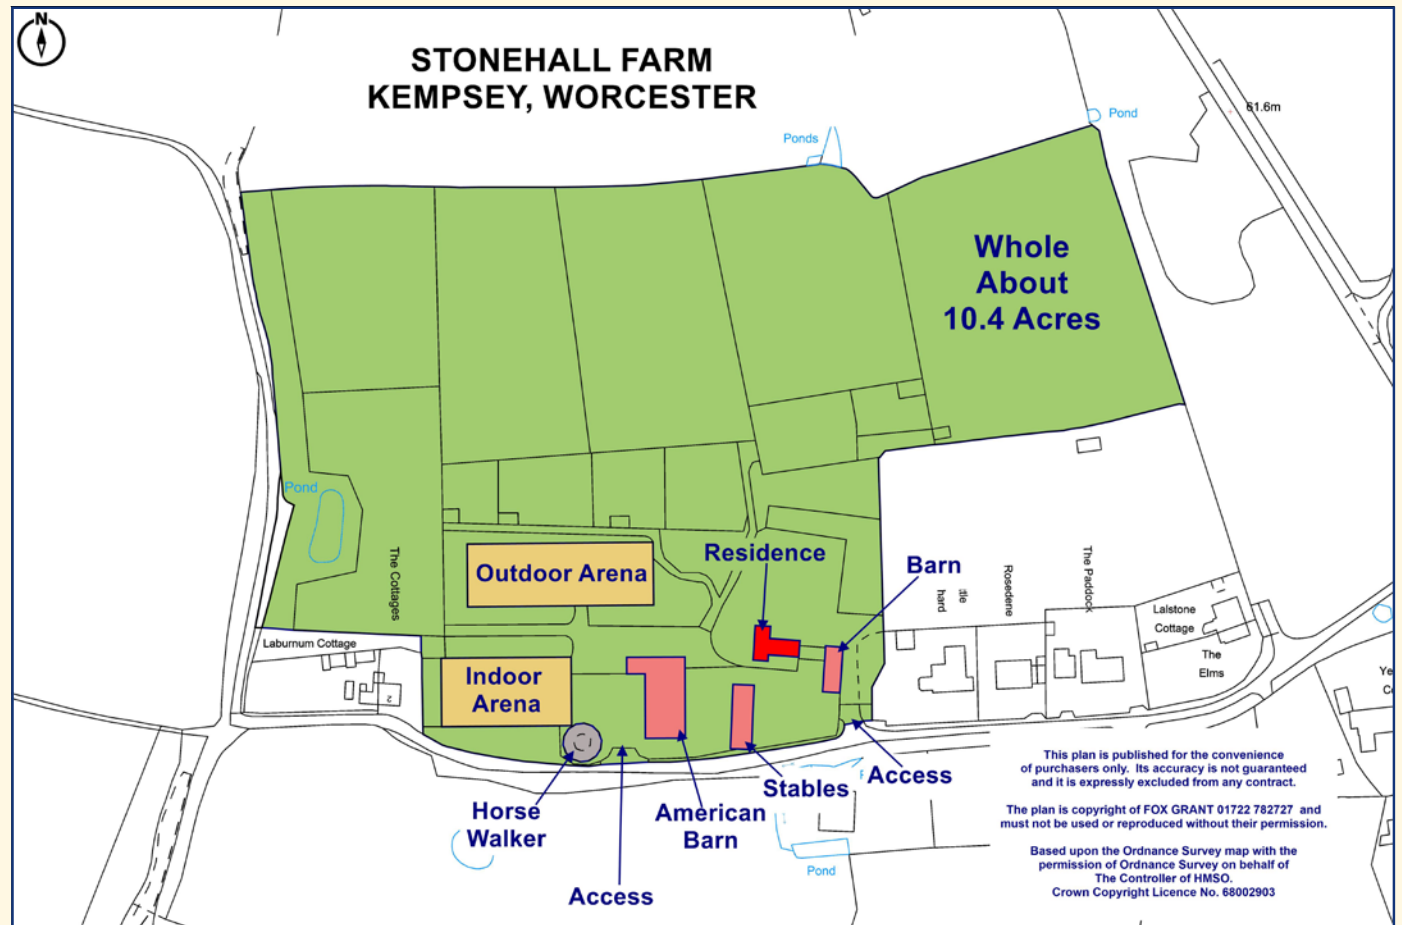 N
STONEHALL FARM
KEMPSEY, WORCESTER
61.6m
Pond
Ponds
Whole
About
10.4 Acres
Pond
The Cottages
Outdoor Arena
Residence
Barn
The Paddock
Rosedene
hard
Lalstone
Cottage
The
Elms
Laburnum Cottage
2
Indoor
Arena
Access
Stables
Horse
Walker
American
Barn
Access
Pond
This plan is published for the convenience
of purchasers only. Its accuracy is not guaranteed
and it is expressly excluded from any contract.
The plan is copyright of FOX GRANT 01722 782727 and
must not be used or reproduced without their permission.
Based upon the Ordnance Survey map with the
permission of Ordnance Survey on behalf of
The Controller of HMSO.
Crown Copyright Licence No. 68002903